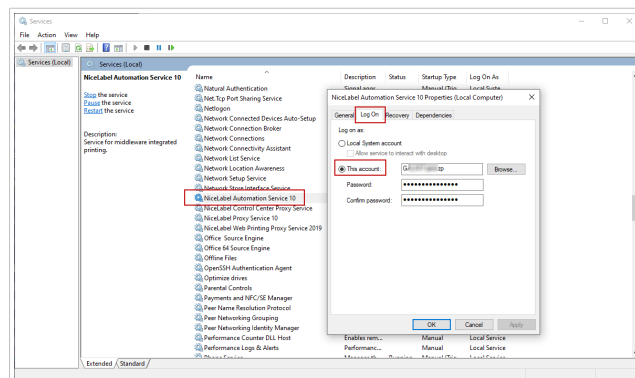 Services
File Action View Help
Services (Local)
Services (Local)
NiceLabel Automation Service 10
Stop the service
Pause the service
Restart the service
Description:
Service for middleware integrated
printing.
Name Description Status Startup Type Log On As
Natural Authentication
Net.Tcp Port Sharing Service
Netlogon
Network Connected Devices Auto-Setup
Network Connection Broker
Network Connections
Network Connectivity Assistant
Network List Service
Network Location Awareness
Network Setup Service
Network Store Interface Service
NiceLabel Automation Service 10
NiceLabel Control Center Proxy Service
NiceLabel Proxy Service 10
NiceLabel Web Printing Proxy Service 2019
Office Source Engine
Office 64 Source Engine
Offline Files
OpenSSH Authentication Agent
Optimize drives
Parental Controls
Payments and NFC/SE Manager
Peer Name Resolution Protocol
Peer Networking Grouping
Peer Networking Identity Manager
Performance Counter DLL Host Enables rem... Manual Local Service
Performance Logs & Alerts Performanc... Manual Local Service
Extended Standard
NiceLabel Automation Service 10 Properties (Local Computer)
General Log On Recovery Dependencies
Log on as:
Local System account
Allow service to interact with desktop
This account:
Browse...
Password:
Confirm password:
OK Cancel Apply